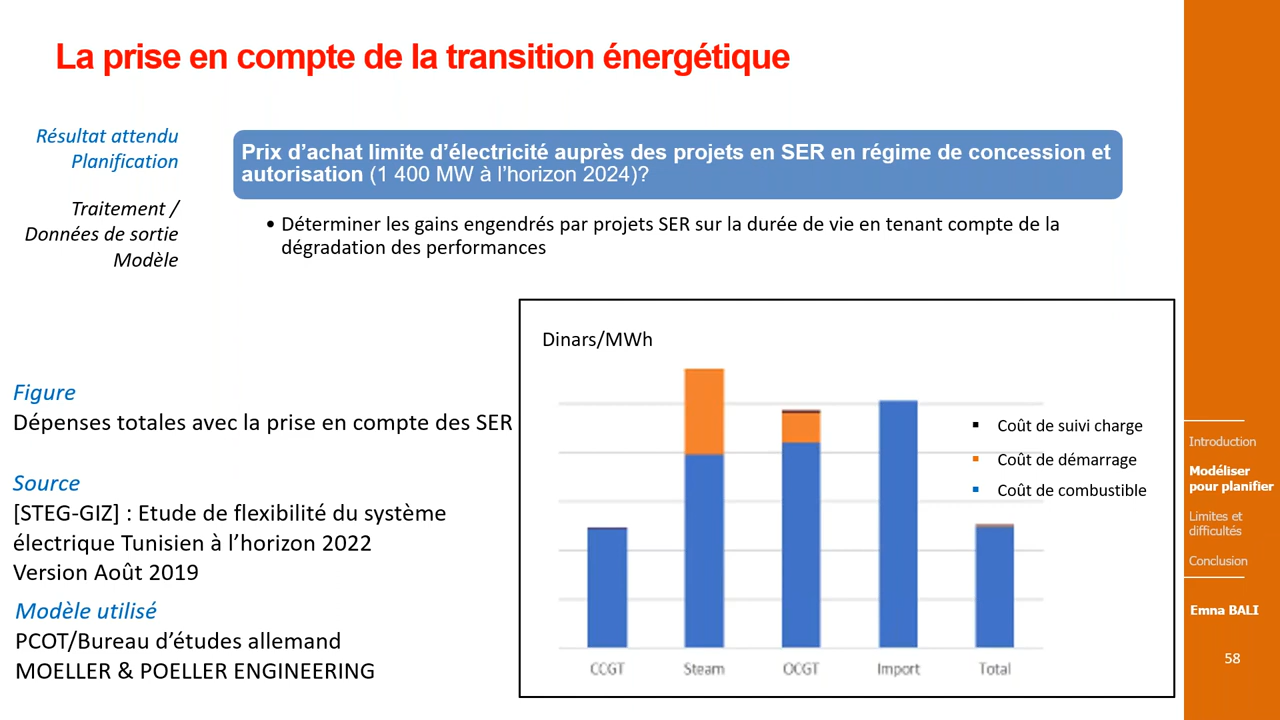 La prise en compte de la transition énergétique
Résultat attendu
Planification
Prix d’achat limite d’électricité auprès des projets en SER en régime de concession et
autorisation (1 400 MW à l’horizon 2024)?
Traitement /
Données de sortie
Modèle
• Déterminer les gains engendrés par projets SER sur la durée de vie en tenant compte de la
dégradation des performances
Figure
Dépenses totales avec la prise en compte des SER
Source
[STEG-GIZ] : Etude de flexibilité du système
électrique Tunisien à l’horizon 2022
Version Août 2019
Modèle utilisé
PCOT/Bureau d’études allemand
MOELLER & POELLER ENGINEERING
Dinars/MWh
Coût de suivi charge
Coût de démarrage
Coût de combustible
CCGT Steam OCGT Import Total
Introduction
Modéliser
pour planifier
Limites et
difficultés
Conclusion
Emna BALI
58